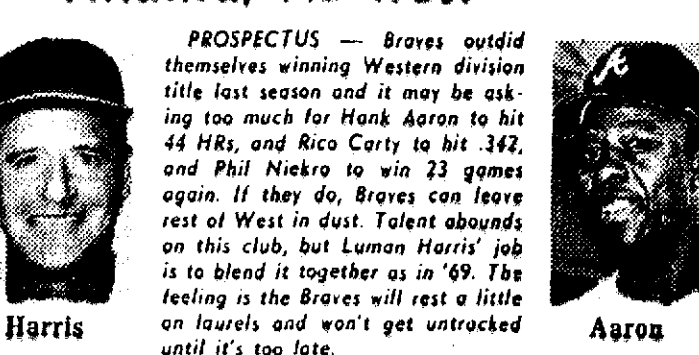 PROSPECTUS — Braves outdid
themselves winning Western division
title last season and it may be ask-
ing too much for Hank Aaron to hit
44 HRs, and Rico Carty to hit .342,
and Phil Niekro to win 23 games
again. If they do, Braves can leave
rest of West in dust. Talent abounds
on this club, but Luman Harris' job
is to blend it together as in '69. The
feeling is the Braves will rest a little
on laurels and won't get untracked
until it's too late.
Harris
Aaron